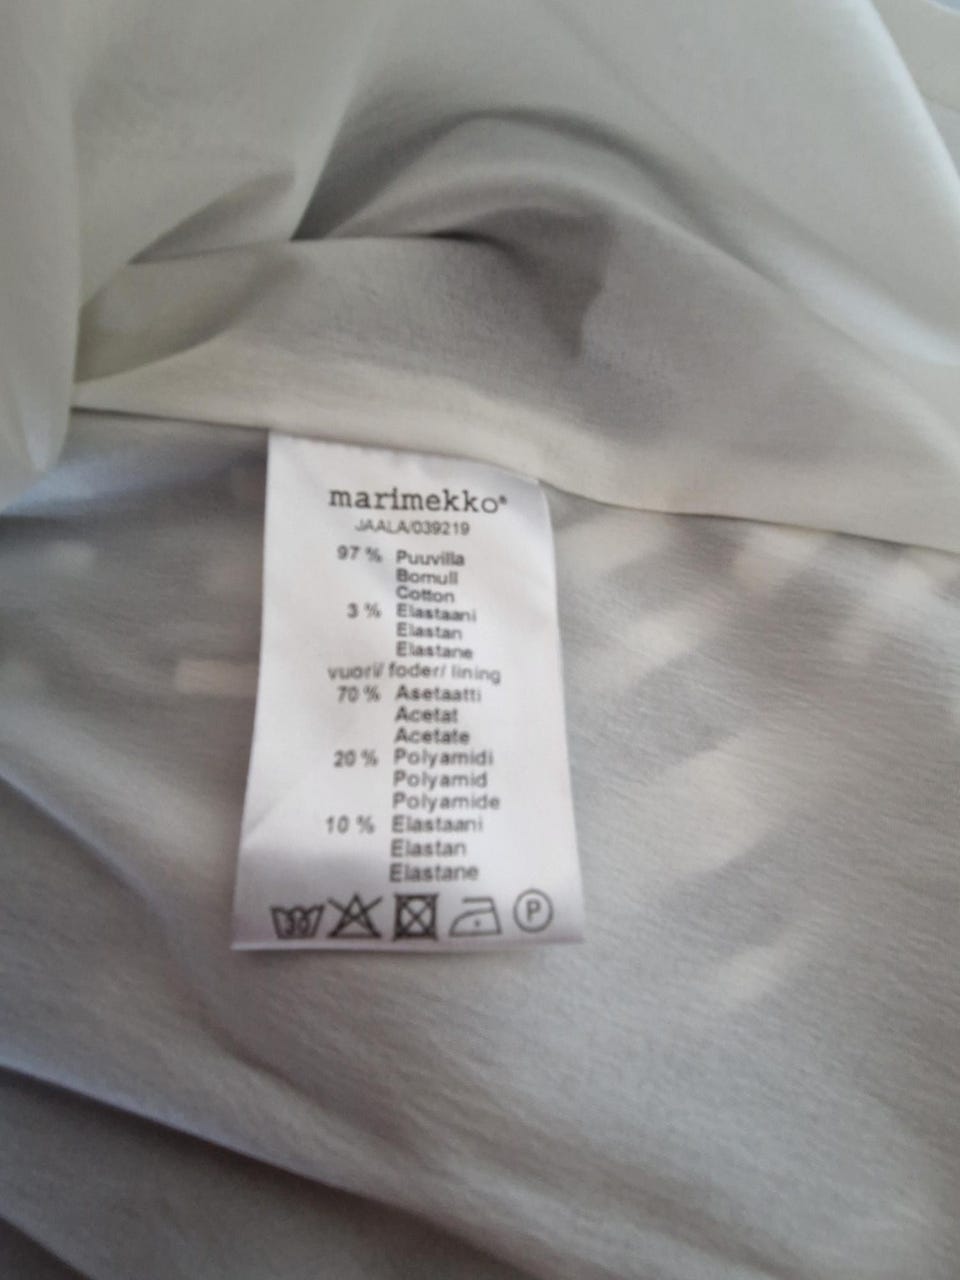 marimekko®
JAALA/039219
97 % Puuvilla
Bomull
Cotton
3 % Elastaani
Elastan
Elastane
vuori/ foder/ lining
70 % Asetaatti
Acetat
Acetate
20 % Polyamidi
Polyamid
Polyamide
10 % Elastaani
Elastan
Elastane
30 P